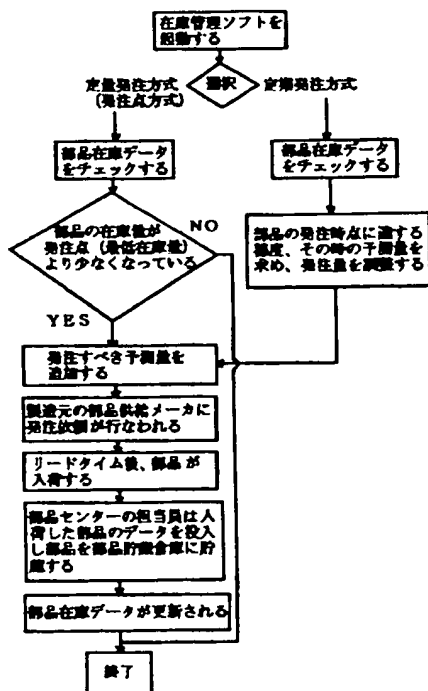 在庫管理ソフトを
起動する
選択
定量発注方式
(発注点方式)
定期発注方式
部品在庫データ
をチェックする
部品在庫データ
をチェックする
部品の在庫量が
発注点(最低在庫量)
より少なくなっている
NO
YES
部品の発注時点に達する
都度、その時の予測量を
求め、発注量を調整する
発注すべき予測量を
追加する
製造元の部品供給メーカに
発注依頼が行なわれる
リードタイム後、部品が
入荷する
部品センターの担当員は入
荷した部品のデータを投入
し部品を部品貯蔵倉庫に貯
蔵する
部品在庫データが更新される
終了